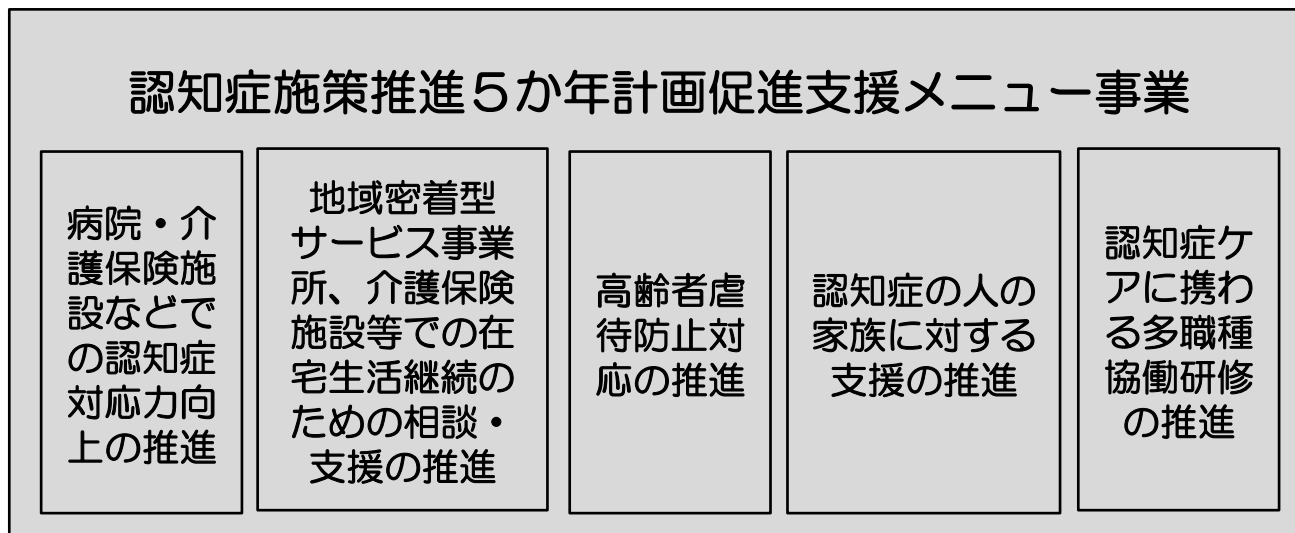 認知症施策推進５か年計画促進支援メニュー事業
病院・介
護保険施
設などで
の認知症
対応力向
上の推進
地域密着型
サービス事業
所、介護保険
施設等での在
宅生活継続の
ための相談・
支援の推進
高齢者虐
待防止対
応の推進
認知症の人の
家族に対する
支援の推進
認知症ケ
アに携わ
る多職種
協働研修
の推進